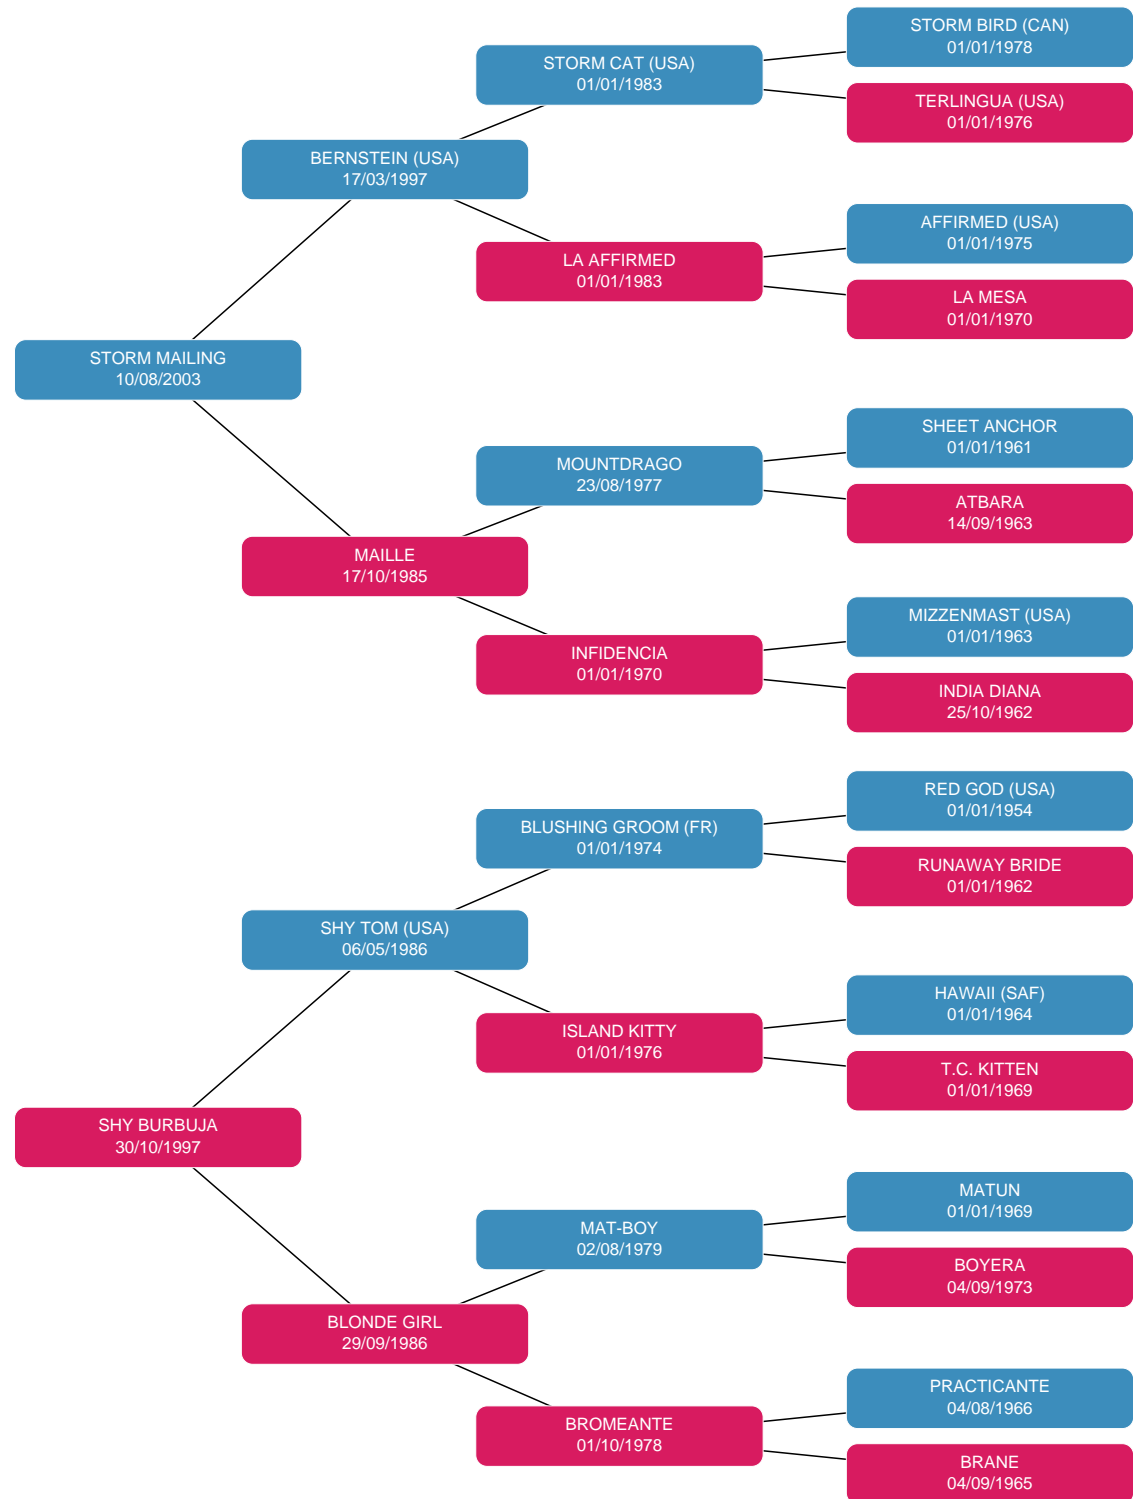 STORM BIRD (CAN)
01/01/1978
STORM CAT (USA)
01/01/1983
TERLINGUA (USA)
01/01/1976
BERNSTEIN (USA)
17/03/1997
AFFIRMED (USA)
01/01/1975
LA AFFIRMED
01/01/1983
LA MESA
01/01/1970
STORM MAILING
10/08/2003
SHEET ANCHOR
01/01/1961
MOUNTDRAGO
23/08/1977
ATBARA
14/09/1963
MAILLE
17/10/1985
MIZZENMAST (USA)
01/01/1963
INFIDENCIA
01/01/1970
INDIA DIANA
25/10/1962
RED GOD (USA)
01/01/1954
BLUSHING GROOM (FR)
01/01/1974
RUNAWAY BRIDE
01/01/1962
SHY TOM (USA)
06/05/1986
HAWAII (SAF)
01/01/1964
ISLAND KITTY
01/01/1976
T.C. KITTEN
01/01/1969
SHY BURBUJA
30/10/1997
MATUN
01/01/1969
MAT-BOY
02/08/1979
BOYERA
04/09/1973
BLONDE GIRL
29/09/1986
PRACTICANTE
04/08/1966
BROMEANTE
01/10/1978
BRANE
04/09/1965